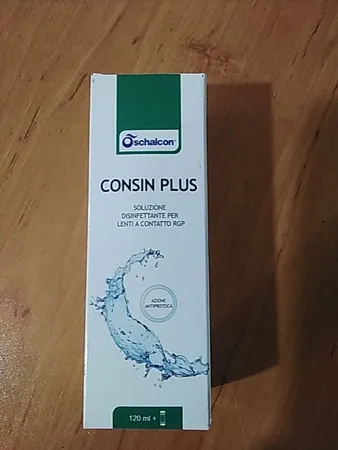 schalcon®
CONSIN PLUS
SOLUZIONE
DISINFETTANTE PER
LENTI A CONTATTO RGP
AZIONE
ANTIPROTEICA
120 ml +